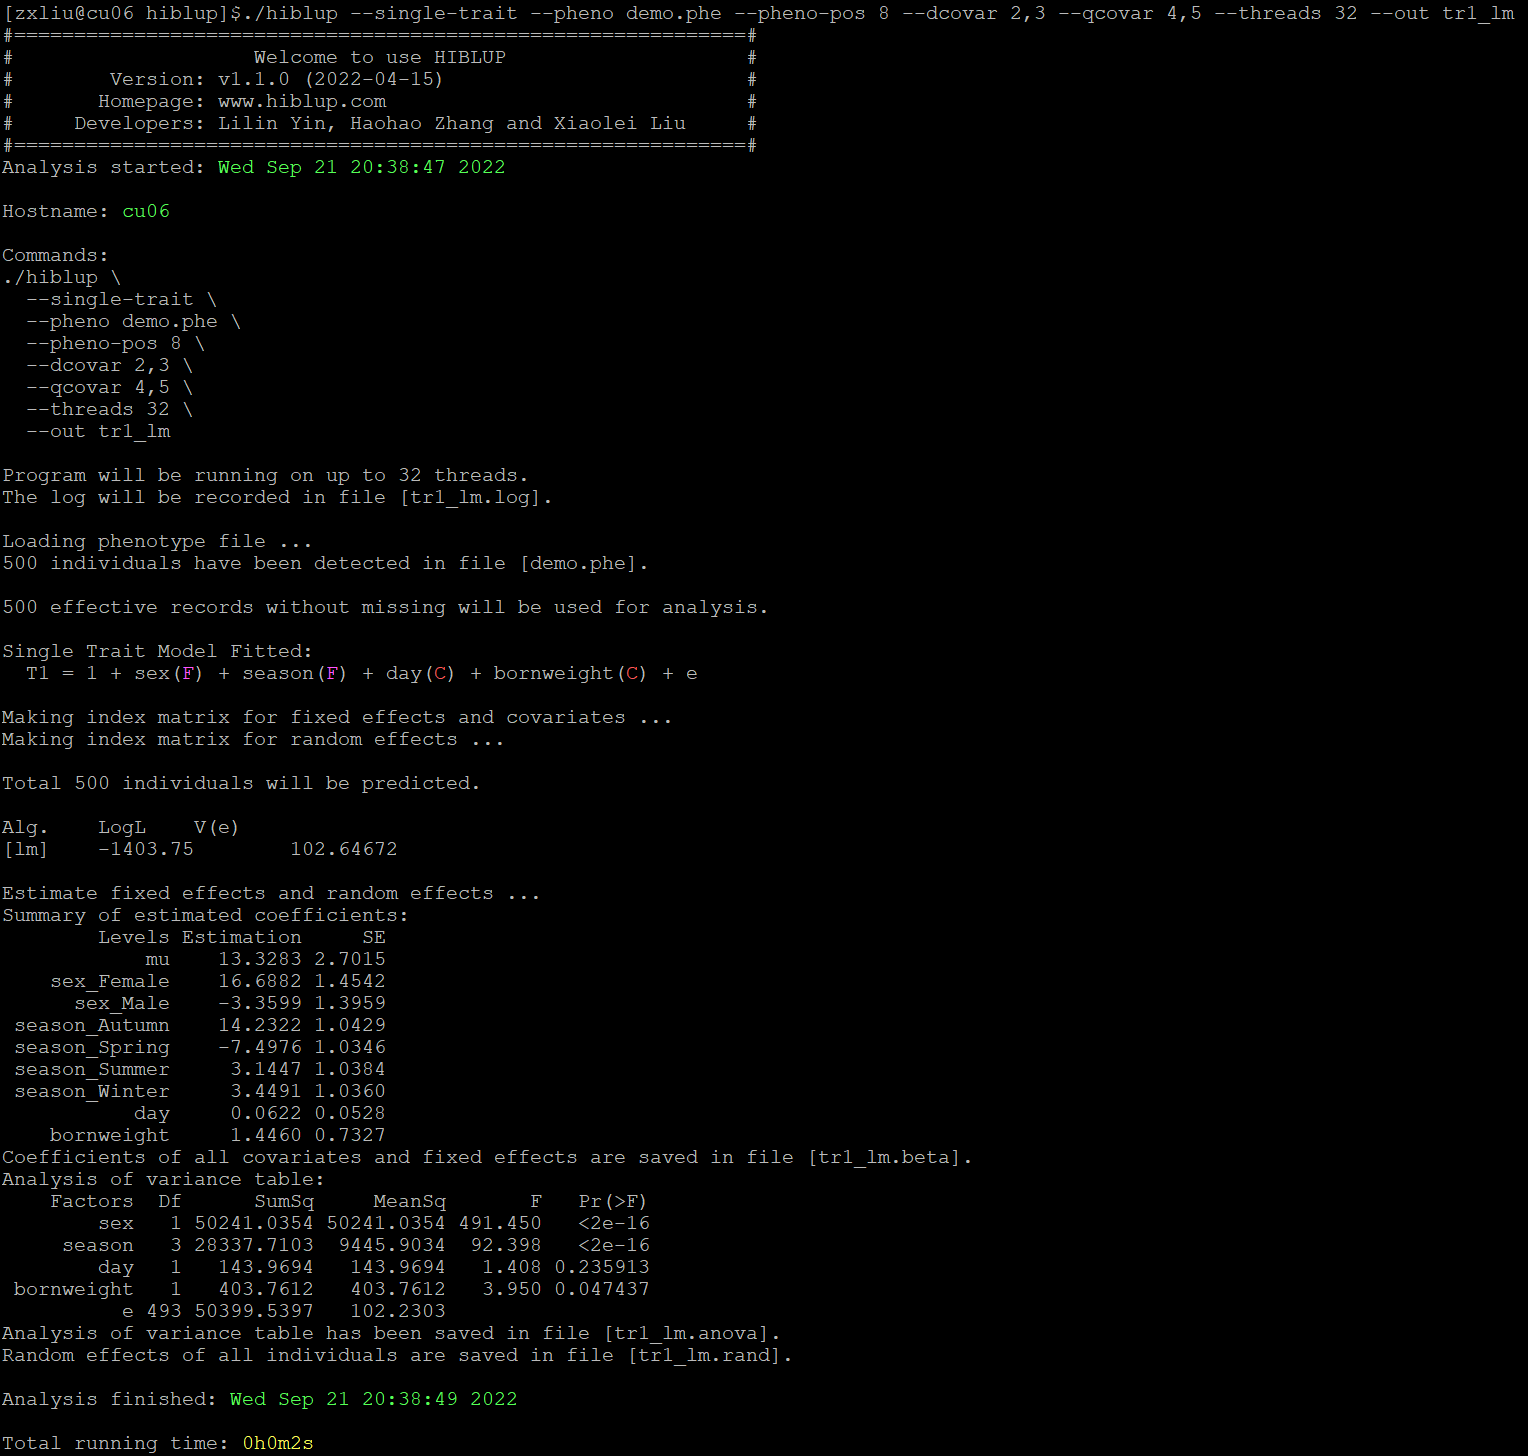 [zxliu@cu06 hiblup]$./hiblup --single-trait --pheno demo.phe --pheno-pos 8 --dcovar 2,3 --qcovar 4,5 --threads 32 --out tr1_lm
#=============================================================#
#                    Welcome to use HIBLUP                    #
#        Version: v1.1.0 (2022-04-15)                         #
#       Homepage: www.hiblup.com                              #
#     Developers: Lilin Yin, Haohao Zhang and Xiaolei Liu     #
#=============================================================#
Analysis started: Wed Sep 21 20:38:47 2022
Hostname: cu06
Commands:
./hiblup \
  --single-trait \
  --pheno demo.phe \
  --pheno-pos 8 \
  --dcovar 2,3 \
  --qcovar 4,5 \
  --threads 32 \
  --out tr1_lm
Program will be running on up to 32 threads.
The log will be recorded in file [tr1_lm.log].
Loading phenotype file ...
500 individuals have been detected in file [demo.phe].
500 effective records without missing will be used for analysis.
Single Trait Model Fitted:
  T1 = 1 + sex(F) + season(F) + day(C) + bornweight(C) + e
Making index matrix for fixed effects and covariates ...
Making index matrix for random effects ...
Total 500 individuals will be predicted.
Alg.    LogL    V(e)
[lm]    -1403.75        102.64672
Estimate fixed effects and random effects ...
Summary of estimated coefficients:
        Levels Estimation     SE
            mu    13.3283 2.7015
    sex_Female    16.6882 1.4542
      sex_Male    -3.3599 1.3959
 season_Autumn    14.2322 1.0429
 season_Spring    -7.4976 1.0346
 season_Summer     3.1447 1.0384
 season_Winter     3.4491 1.0360
           day     0.0622 0.0528
    bornweight     1.4460 0.7327
Coefficients of all covariates and fixed effects are saved in file [tr1_lm.beta].
Analysis of variance table:
    Factors  Df      SumSq     MeanSq       F   Pr(>F)
        sex   1 50241.0354 50241.0354 491.450   <2e-16
     season   3 28337.7103  9445.9034  92.398   <2e-16
        day   1   143.9694   143.9694   1.408 0.235913
 bornweight   1   403.7612   403.7612   3.950 0.047437
          e 493 50399.5397   102.2303
Analysis of variance table has been saved in file [tr1_lm.anova].
Random effects of all individuals are saved in file [tr1_lm.rand].
Analysis finished: Wed Sep 21 20:38:49 2022
Total running time: 0h0m2s